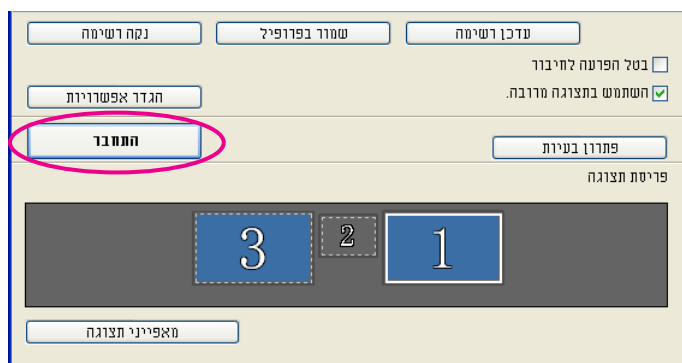 עדכן רשימה שמור בפרופיל נקה רשימה
בטל הפרעה לחיבור
השתמש בתצוגה מרובה.
הגדר אפשרויות
התחבר
פתרון בעיות
פריסת תצוגה
1 2 3
מאפייני תצוגה